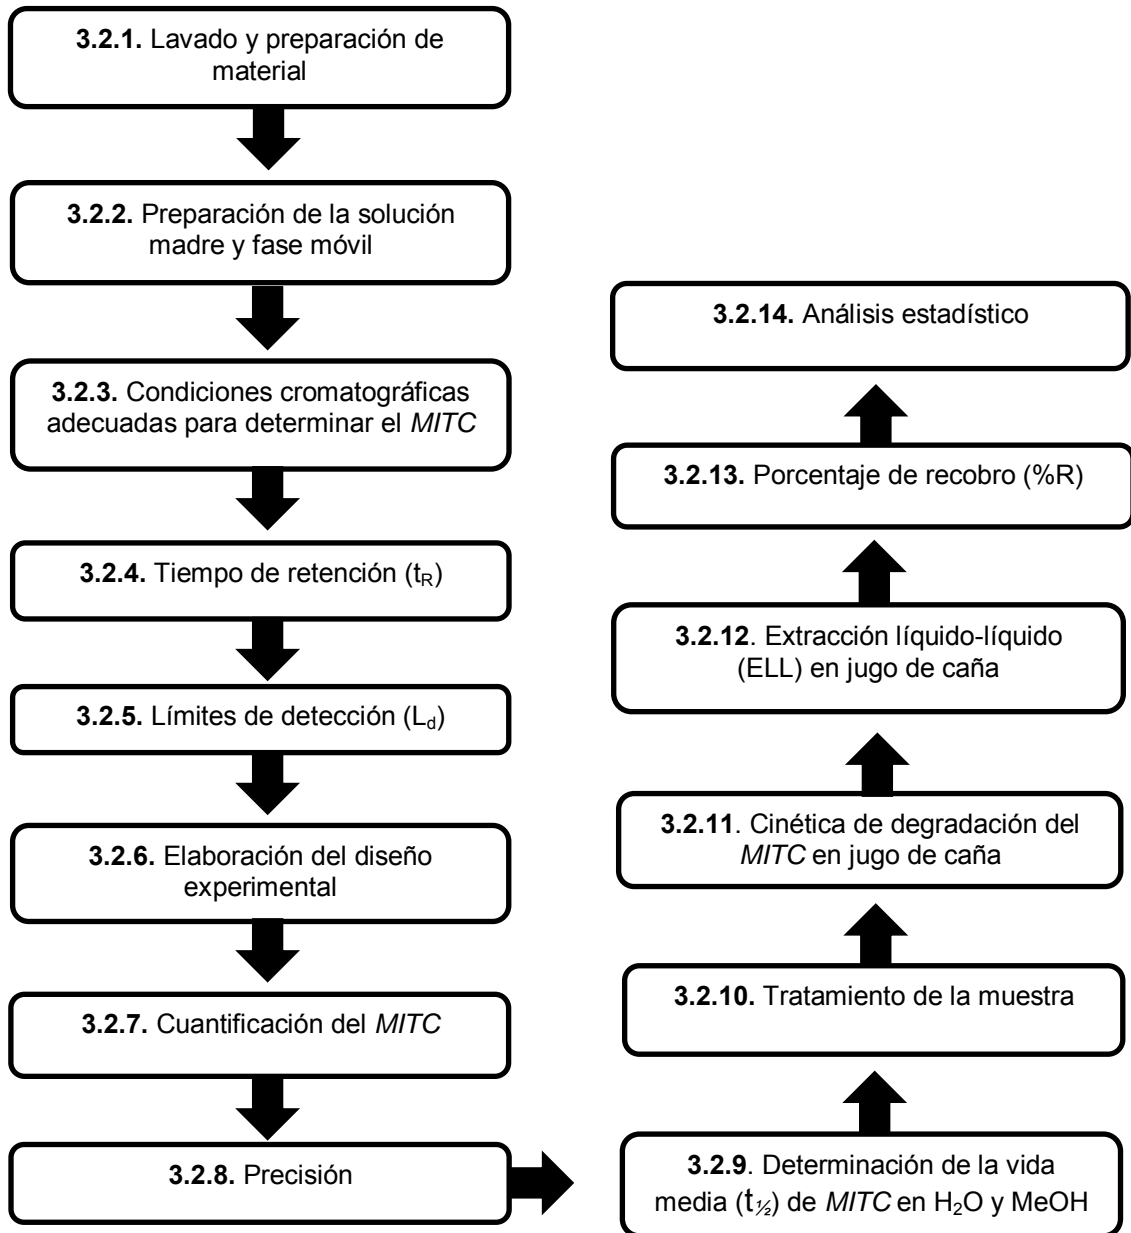 3.2.1. Lavado y preparación de
material
3.2.2. Preparación de la solución
madre y fase móvil
3.2.3. Condiciones cromatográficas
adecuadas para determinar el MITC
3.2.4. Tiempo de retención (tR)
3.2.5. Límites de detección (Ld)
3.2.6. Elaboración del diseño
experimental
3.2.7. Cuantificación del MITC
3.2.8. Precisión
3.2.9. Determinación de la vida
media (t½) de MITC en H2O y MeOH
3.2.10. Tratamiento de la muestra
3.2.11. Cinética de degradación del
MITC en jugo de caña
3.2.12. Extracción líquido-líquido
(ELL) en jugo de caña
3.2.13. Porcentaje de recobro (%R)
3.2.14. Análisis estadístico